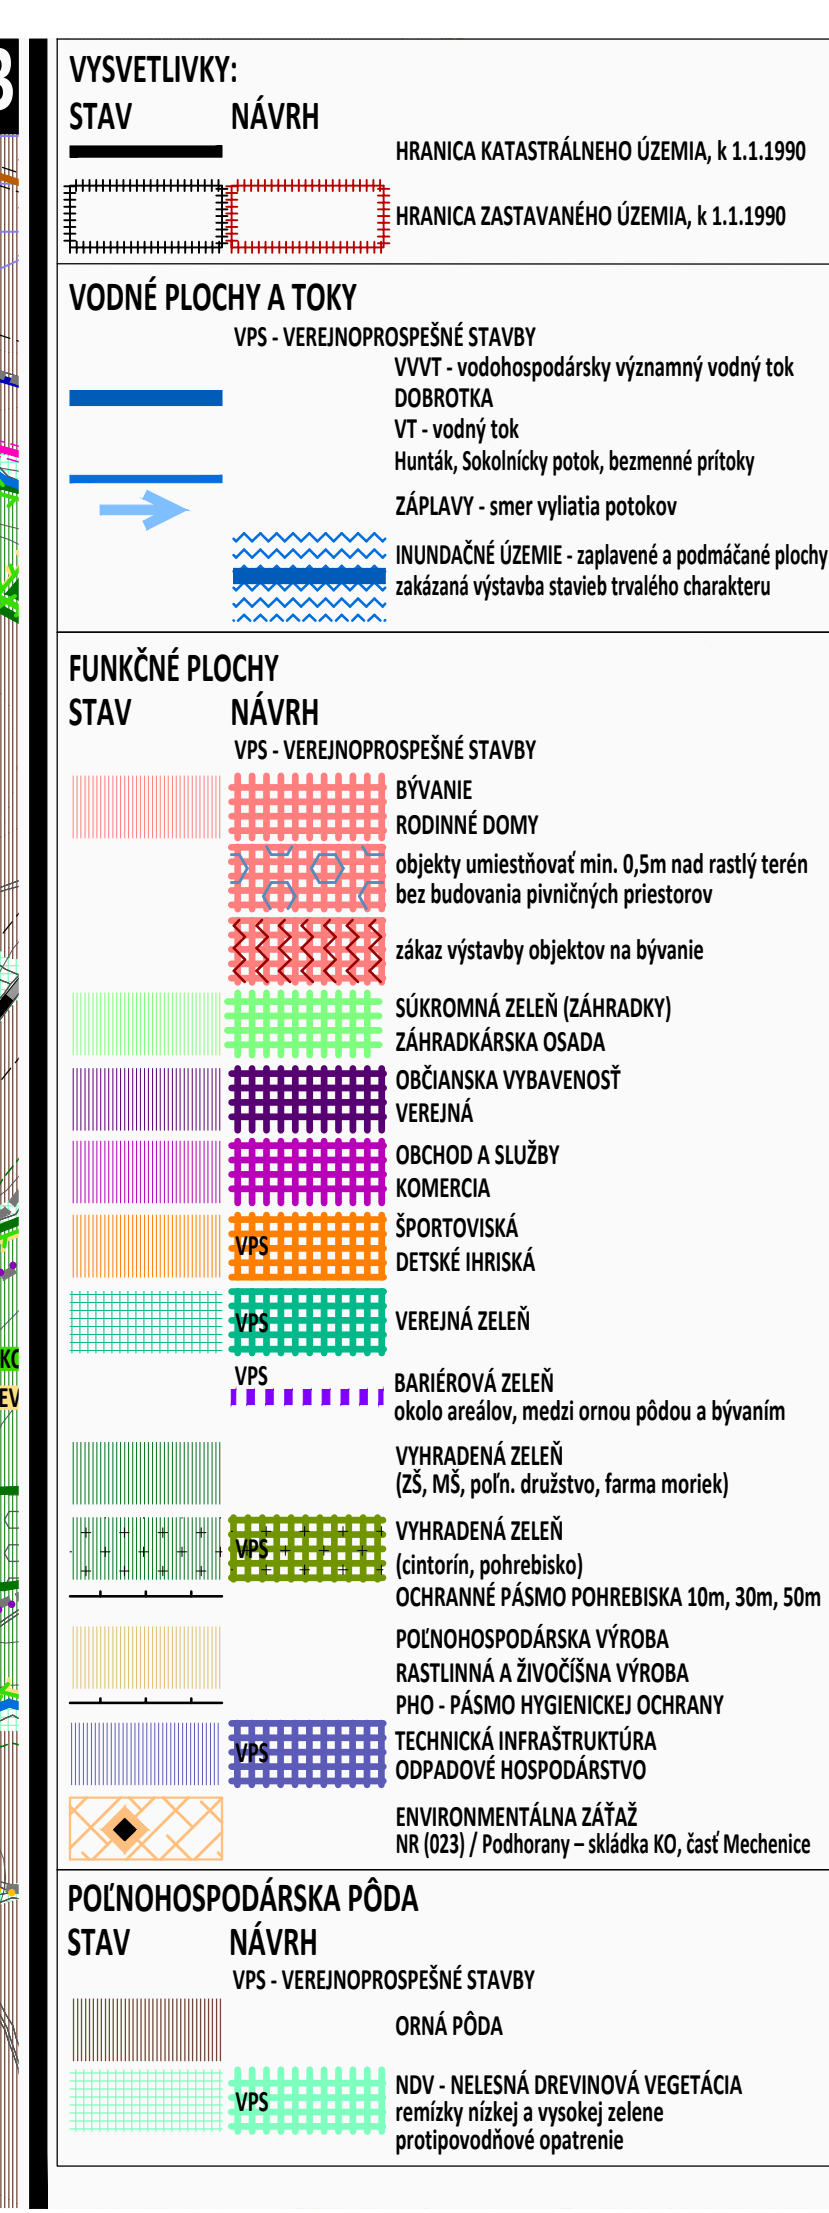 VYSVETLIVKY:
STAV NÁVRH
HRANICA KATASTRÁLNEHO ÚZEMIA, k 1.1.1990
HRANICA ZASTAVANÉHO ÚZEMIA, k 1.1.1990
VODNÉ PLOCHY A TOKY
VPS - VEREJNOPROSPEŠNÉ STAVBY
VVVT - vodohospodársky významný vodný tok
DOBROTKA
VT - vodný tok
Hunták, Sokolnícky potok, bezmenné prítoky
ZÁPLAVY - smer vyliatia potokov
INUNDAČNÉ ÚZEMIE - zaplavené a podmáčané plochy
zakázaná výstavba stavieb trvalého charakteru
FUNKČNÉ PLOCHY
STAV NÁVRH
VPS - VEREJNOPROSPEŠNÉ STAVBY
BÝVANIE
RODINNÉ DOMY
objekty umiestňovať min. 0,5m nad rastlý terén
bez budovania pivničných priestorov
zákaz výstavby objektov na bývanie
SÚKROMNÁ ZELEŇ (ZÁHRADKY)
ZÁHRADKÁRSKA OSADA
OBČIANSKA VYBAVENOSŤ
VEREJNÁ
OBCHOD A SLUŽBY
KOMERCIA
ŠPORTOVISKÁ
VPS
DETSKÉ IHRISKÁ
VPS VEREJNÁ ZELEŇ
VPS
BARIÉROVÁ ZELEŇ
okolo areálov, medzi ornou pôdou a bývaním
VYHRADENÁ ZELEŇ
(ZŠ, MŠ, poľn. družstvo, farma moriek)
VYHRADENÁ ZELEŇ
VPS
(cintorín, pohrebisko)
OCHRANNÉ PÁSMO POHREBISKA 10m, 30m, 50m
POĽNOHOSPODÁRSKA VÝROBA
RASTLINNÁ A ŽIVOČÍŠNA VÝROBA
PHO - PÁSMO HYGIENICKEJ OCHRANY
TECHNICKÁ INFRAŠTRUKTÚRA
VPS
ODPADOVÉ HOSPODÁRSTVO
ENVIRONMENTÁLNA ZÁŤAŽ
NR (023) / Podhorany – skládka KO, časť Mechenice
POĽNOHOSPODÁRSKA PÔDA
STAV NÁVRH
VPS - VEREJNOPROSPEŠNÉ STAVBY
ORNÁ PÔDA
NDV - NELESNÁ DREVINOVÁ VEGETÁCIA
VPS
remízky nízkej a vysokej zelene
protipovodňové opatrenie